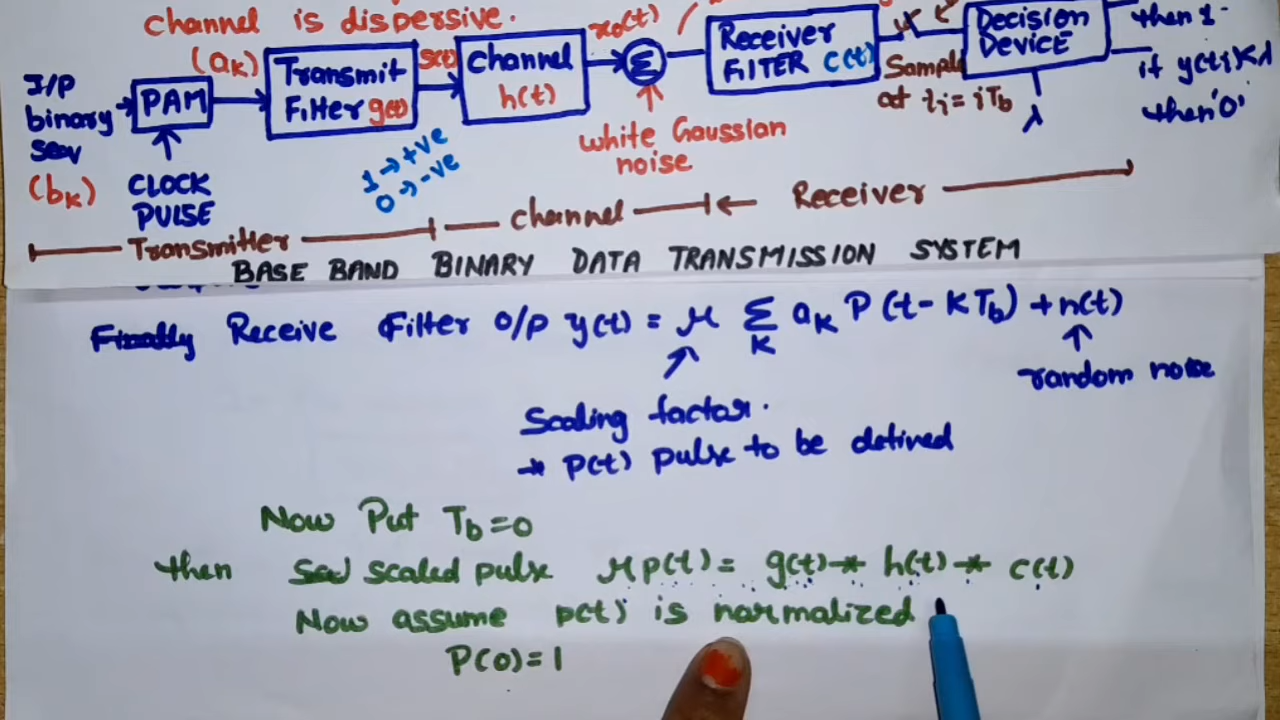 channel is dispersive.
(aK)
s(t)
x0(t)
I/P
binary
seq
(bK)
PAM
CLOCK
PULSE
Transmit
Filter g(t)
channel
h(t)
Σ
white Gaussian
noise
Receiver
FILTER c(t)
Sample
at ti = iTb
Decision
DEVICE
λ
then 1.
if y(ti) < λ
then '0'
1 → +ve
0 → -ve
Transmitter
channel
Receiver
BASE BAND BINARY DATA TRANSMISSION SYSTEM
Finally Receive Filter O/P y(t) = μ Σ aK P(t - KTb) + n(t)
K
random noise
Scaling factor.
* P(t) pulse to be defined
Now Put Tb = 0
then scaled pulse μp(t) = g(t) * h(t) * c(t)
Now assume p(t) is normalized
P(0) = 1